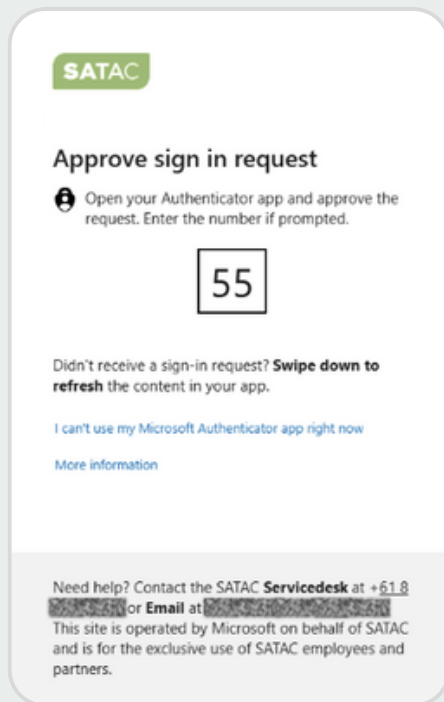 SATAC
Approve sign in request
Open your Authenticator app and approve the
request. Enter the number if prompted.
55
Didn't receive a sign-in request? Swipe down to
refresh the content in your app.
I can't use my Microsoft Authenticator app right now
More information
Need help? Contact the SATAC Servicedesk at +61 8
or Email at
This site is operated by Microsoft on behalf of SATAC
and is for the exclusive use of SATAC employees and
partners.